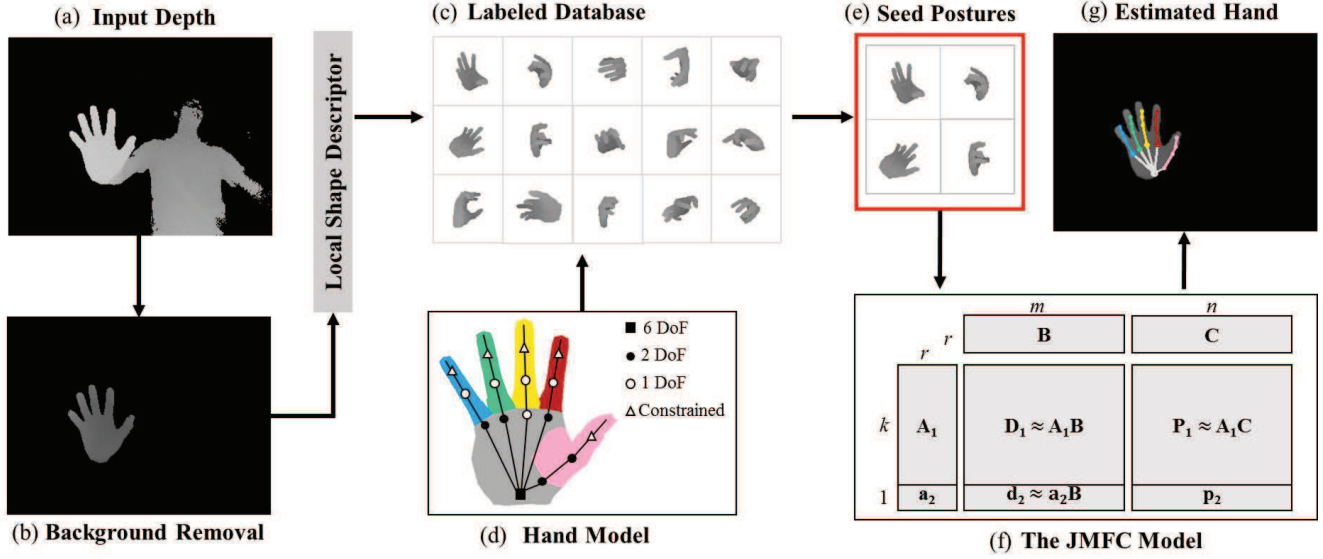 (a) Input Depth
(b) Background Removal
Local Shape Descriptor
(c) Labeled Database
6 DoF
2 DoF
1 DoF
Constrained
(d) Hand Model
(e) Seed Postures
m
n
r
B
C
r
k
A₁
D₁ ≈ A₁B
P₁ ≈ A₁C
1
a₂
d₂ ≈ a₂B
p₂
(f) The JMFC Model
(g) Estimated Hand